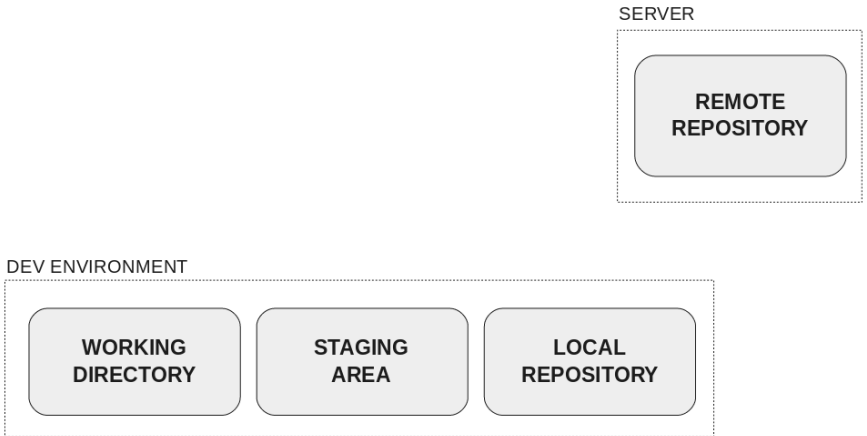 SERVER
REMOTE
REPOSITORY
DEV ENVIRONMENT
WORKING
DIRECTORY
STAGING
AREA
LOCAL
REPOSITORY